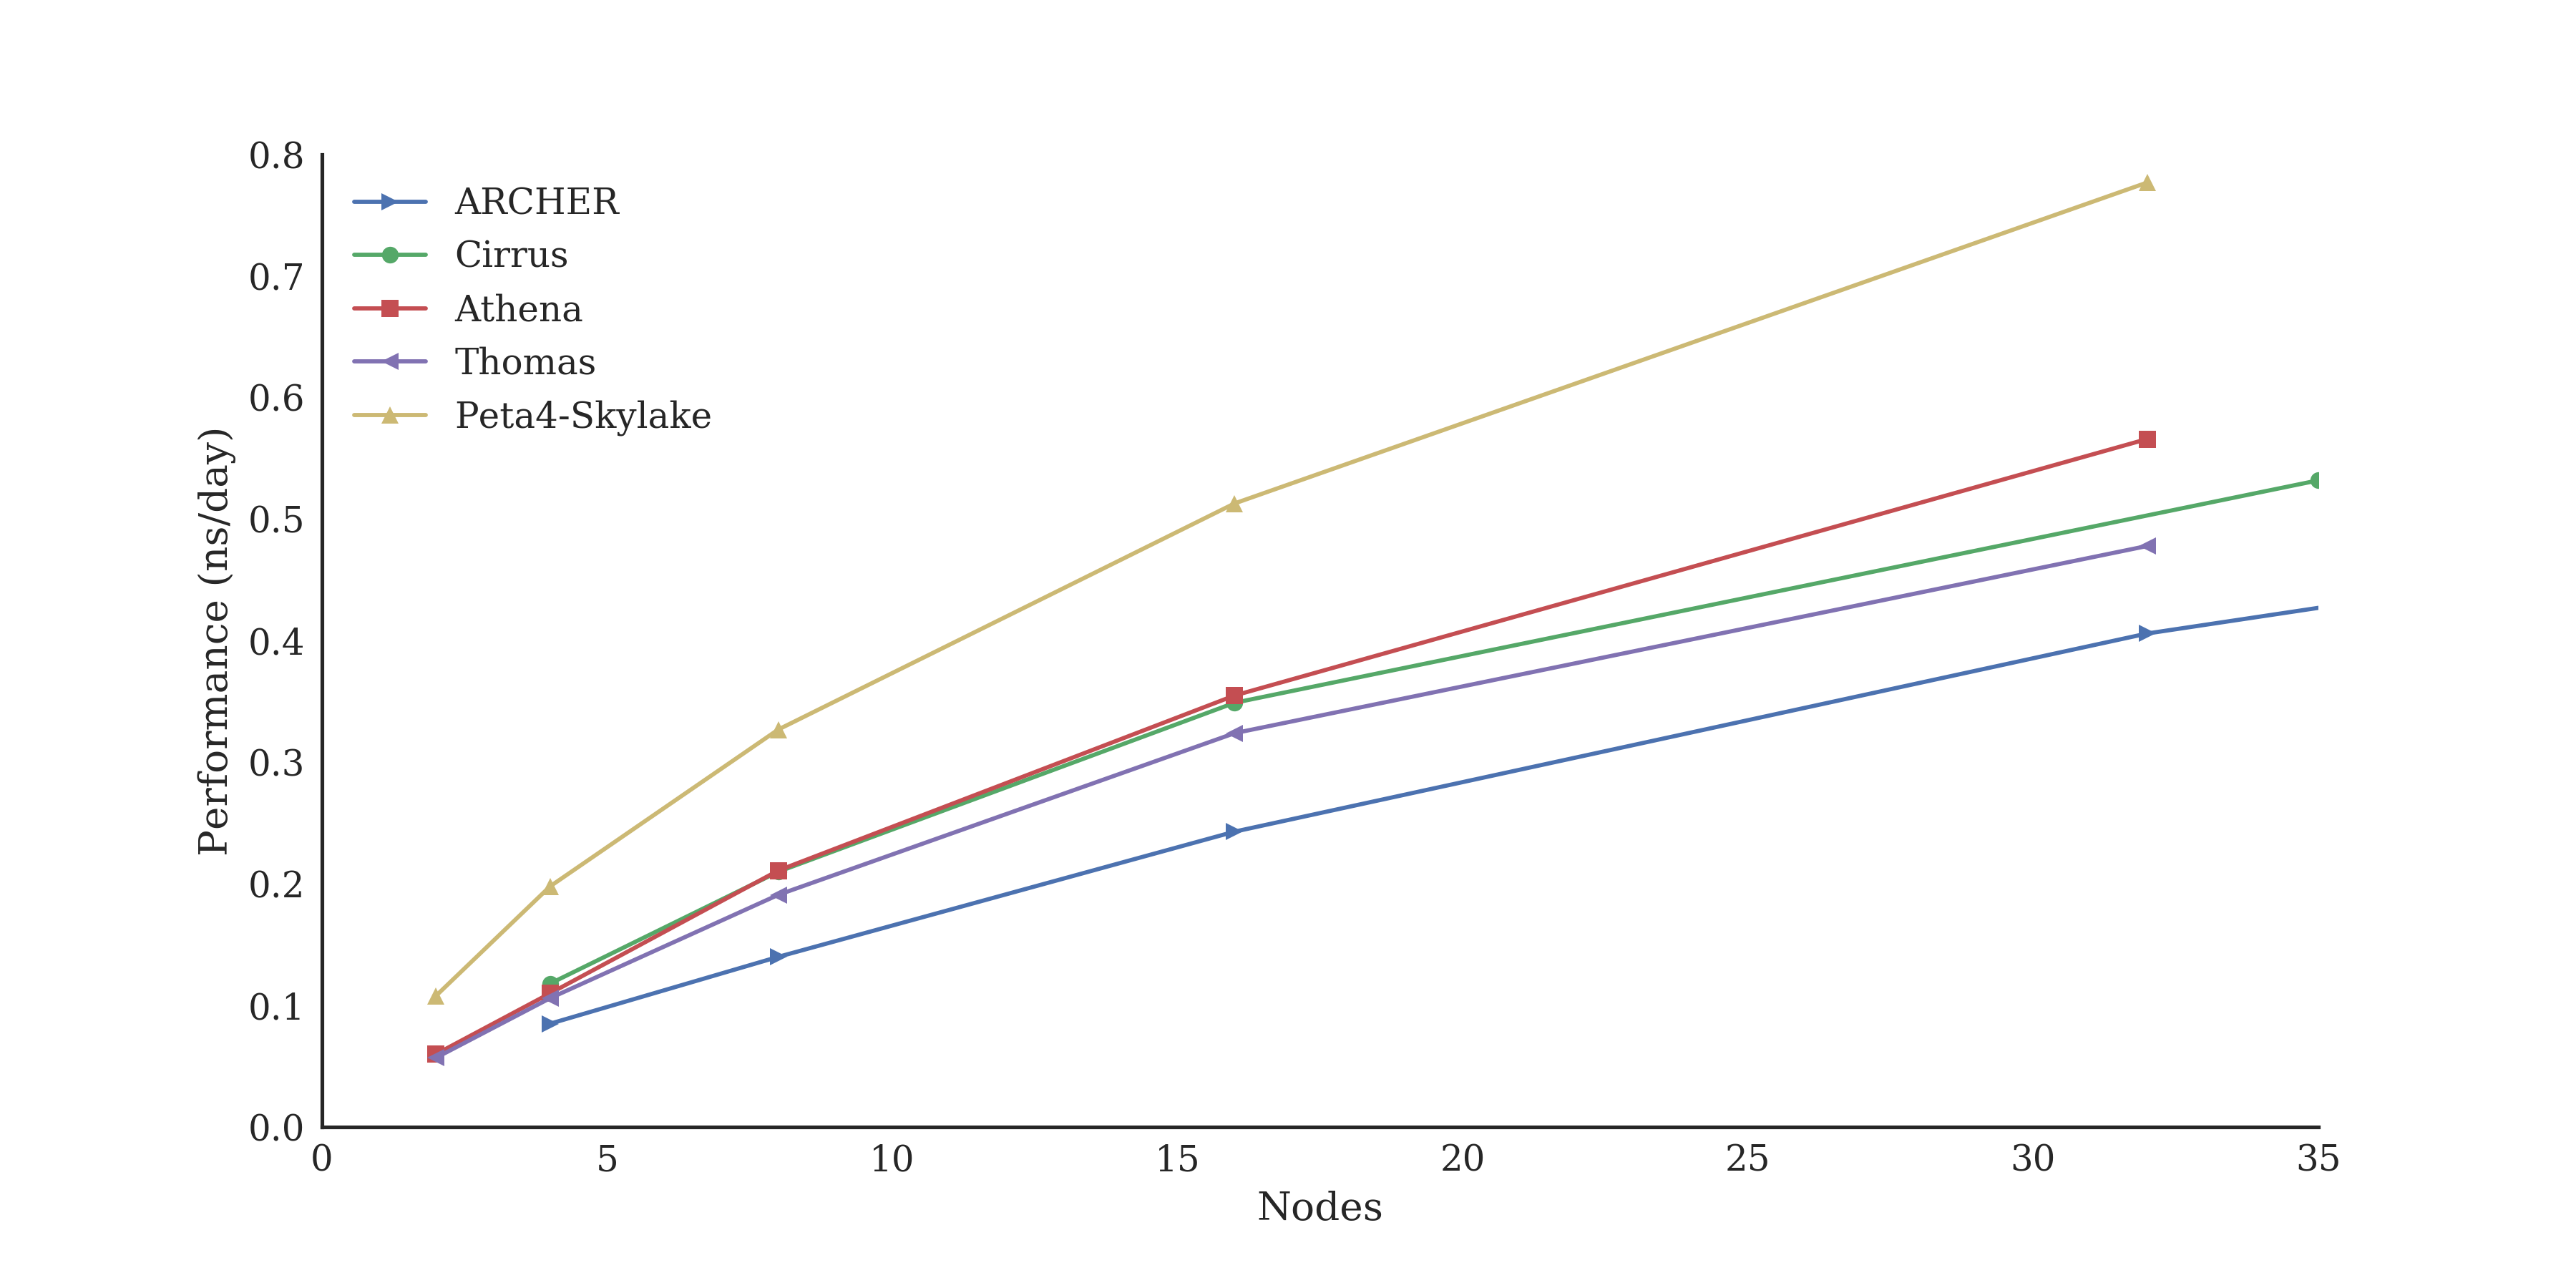 0.8
0.7
0.6
0.5
0.4
0.3
0.2
0.1
0.0
Performance (ns/day)
ARCHER
Cirrus
Athena
Thomas
Peta4-Skylake
0 5 10 15 20 25 30 35
Nodes